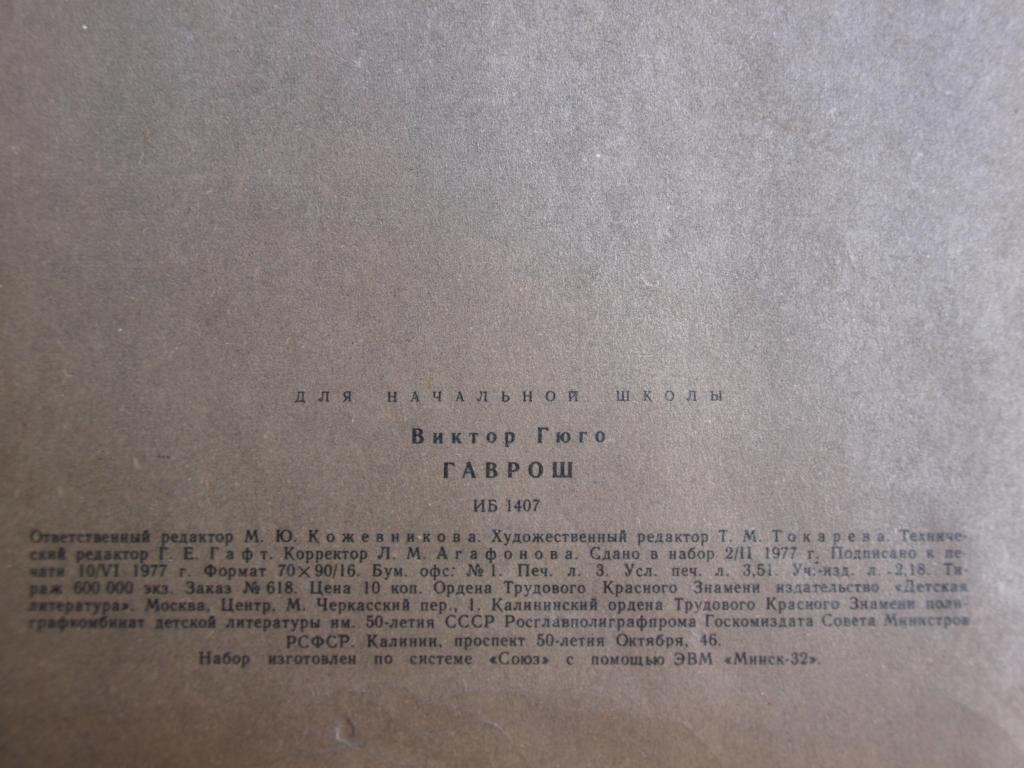 ДЛЯ НАЧАЛЬНОЙ ШКОЛЫ
Виктор Гюго
ГАВРОШ
ИБ 1407
Ответственный редактор М. Ю. Кожевникова. Художественный редактор Т. М. Токарева. Техниче-
ский редактор Г. Е. Гафт. Корректор Л. М. Агафонова. Сдано в набор 2/II 1977 г. Подписано к пе-
чати 10/VI 1977 г. Формат 70×90/16. Бум. офс. № 1. Печ. л. 3. Усл. печ. л. 3,51. Уч.-изд. л. 2,18. Ти-
раж 600 000 экз. Заказ № 618. Цена 10 коп. Ордена Трудового Красного Знамени издательство «Детская
литература». Москва, Центр, М. Черкасский пер., 1. Калининский ордена Трудового Красного Знамени поли-
графкомбинат детской литературы им. 50-летия СССР Росглавполиграфпрома Госкомиздата Совета Министров
РСФСР. Калинин, проспект 50-летия Октября, 46.
Набор изготовлен по системе «Союз» с помощью ЭВМ «Минск-32».